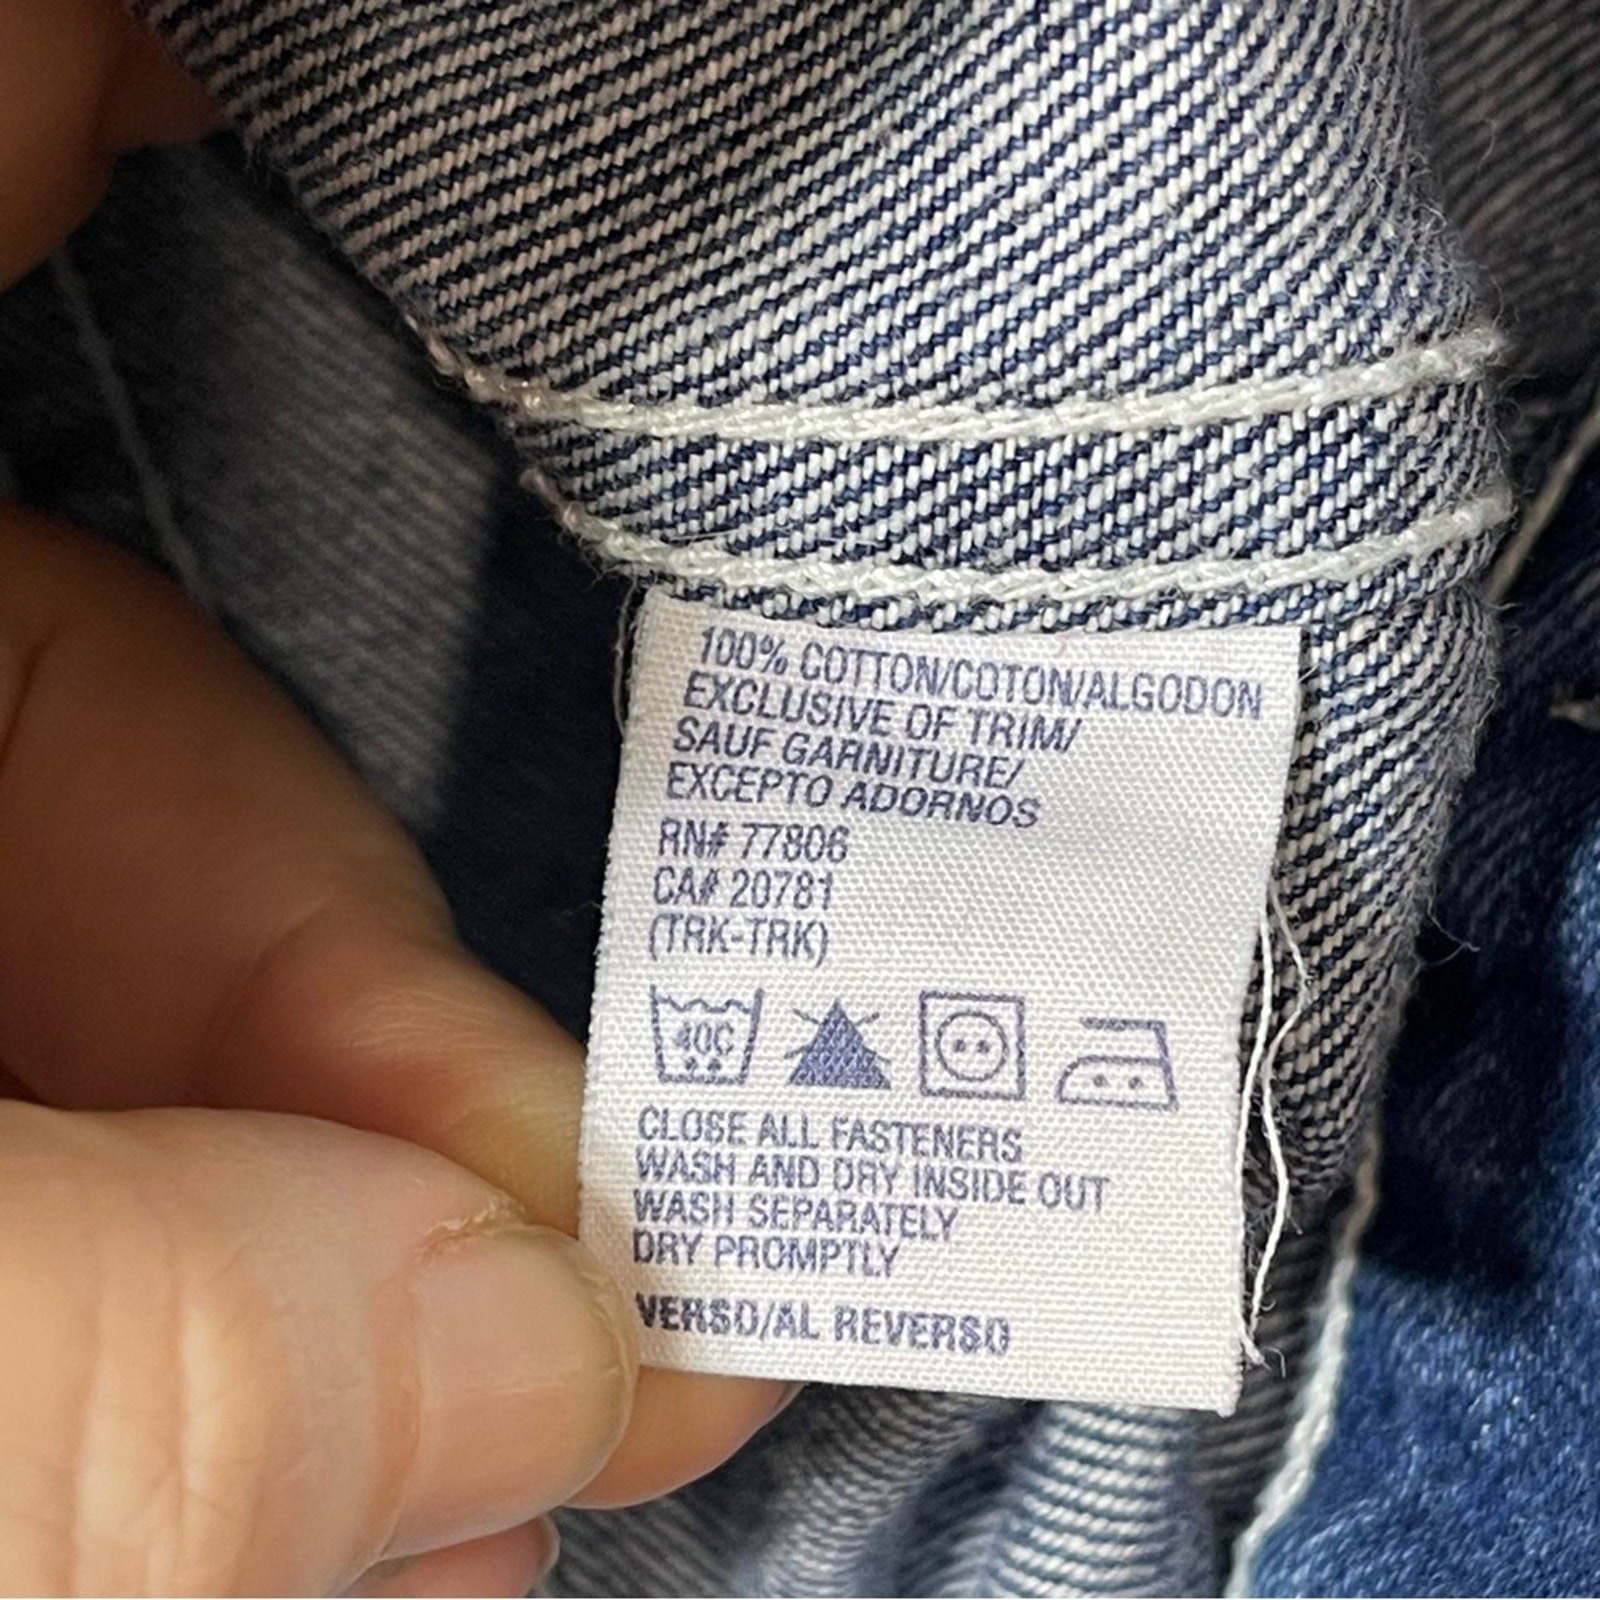 100% COTTON/COTON/ALGODON
EXCLUSIVE OF TRIM/
SAUF GARNITURE/
EXCEPTO ADORNOS
RN# 77806
CA# 20781
(TRK-TRK)
40C
CLOSE ALL FASTENERS
WASH AND DRY INSIDE OUT
WASH SEPARATELY
DRY PROMPTLY
VERSO/AL REVERSO